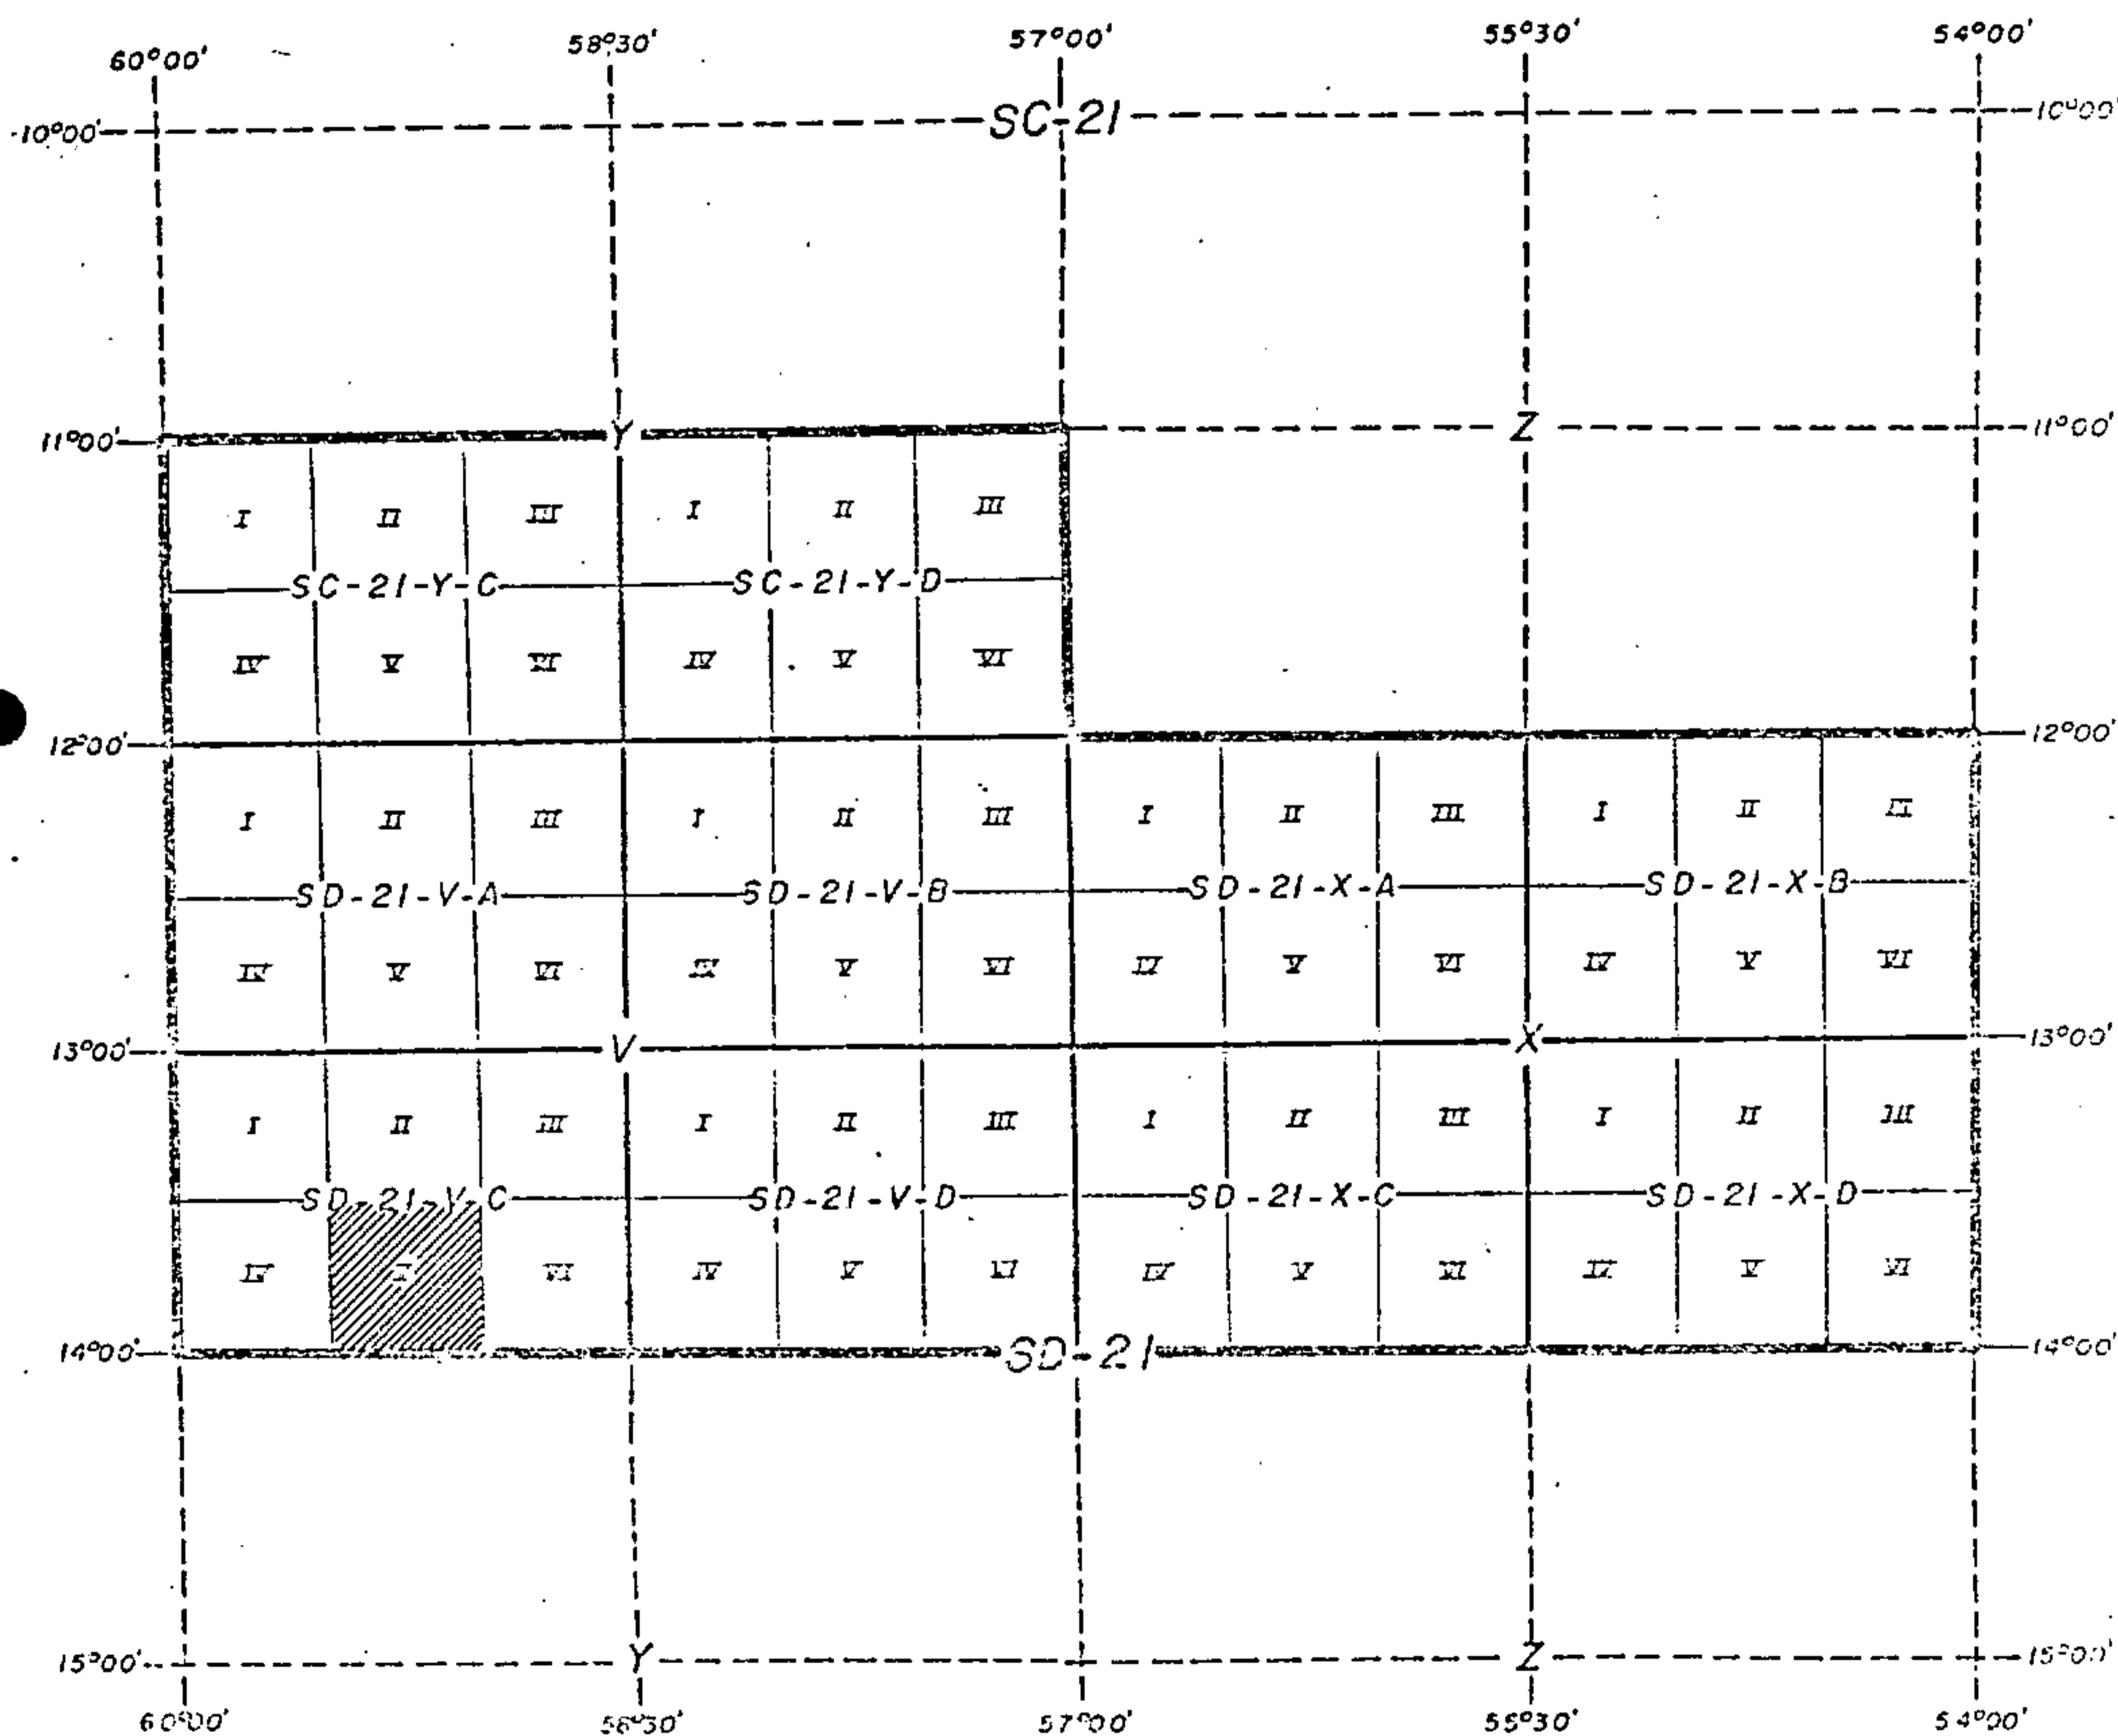 60°00' 58°30' 57°00' 55°30' 54°00'
10°00' SC-21 10°00'
11°00' Y Z 11°00'
I II III I II III
SC-21-Y-C SC-21-Y-D
IV V VI IV V VI
12°00' 12°00'
I II III I II III I II III I II III
SD-21-V-A SD-21-V-B SD-21-X-A SD-21-X-B
IV V VI IV V VI IV V VI IV V VI
13°00' V X 13°00'
I II III I II III I II III I II III
SD-21-V-C SD-21-V-D SD-21-X-C SD-21-X-D
IV V VI IV V VI IV V VI IV V VI
14°00' SD-21 14°00'
15°00' Y Z 15°00'
60°00' 58°30' 57°00' 55°30' 54°00'